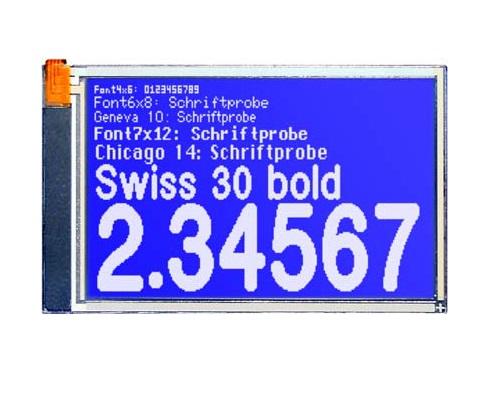 Font4x6: 0123456789
Font6x8: Schriftprobe
Geneva 10: Schriftprobe
Font7x12: Schriftprobe
Chicago 14: Schriftprobe
Swiss 30 bold
2.34567